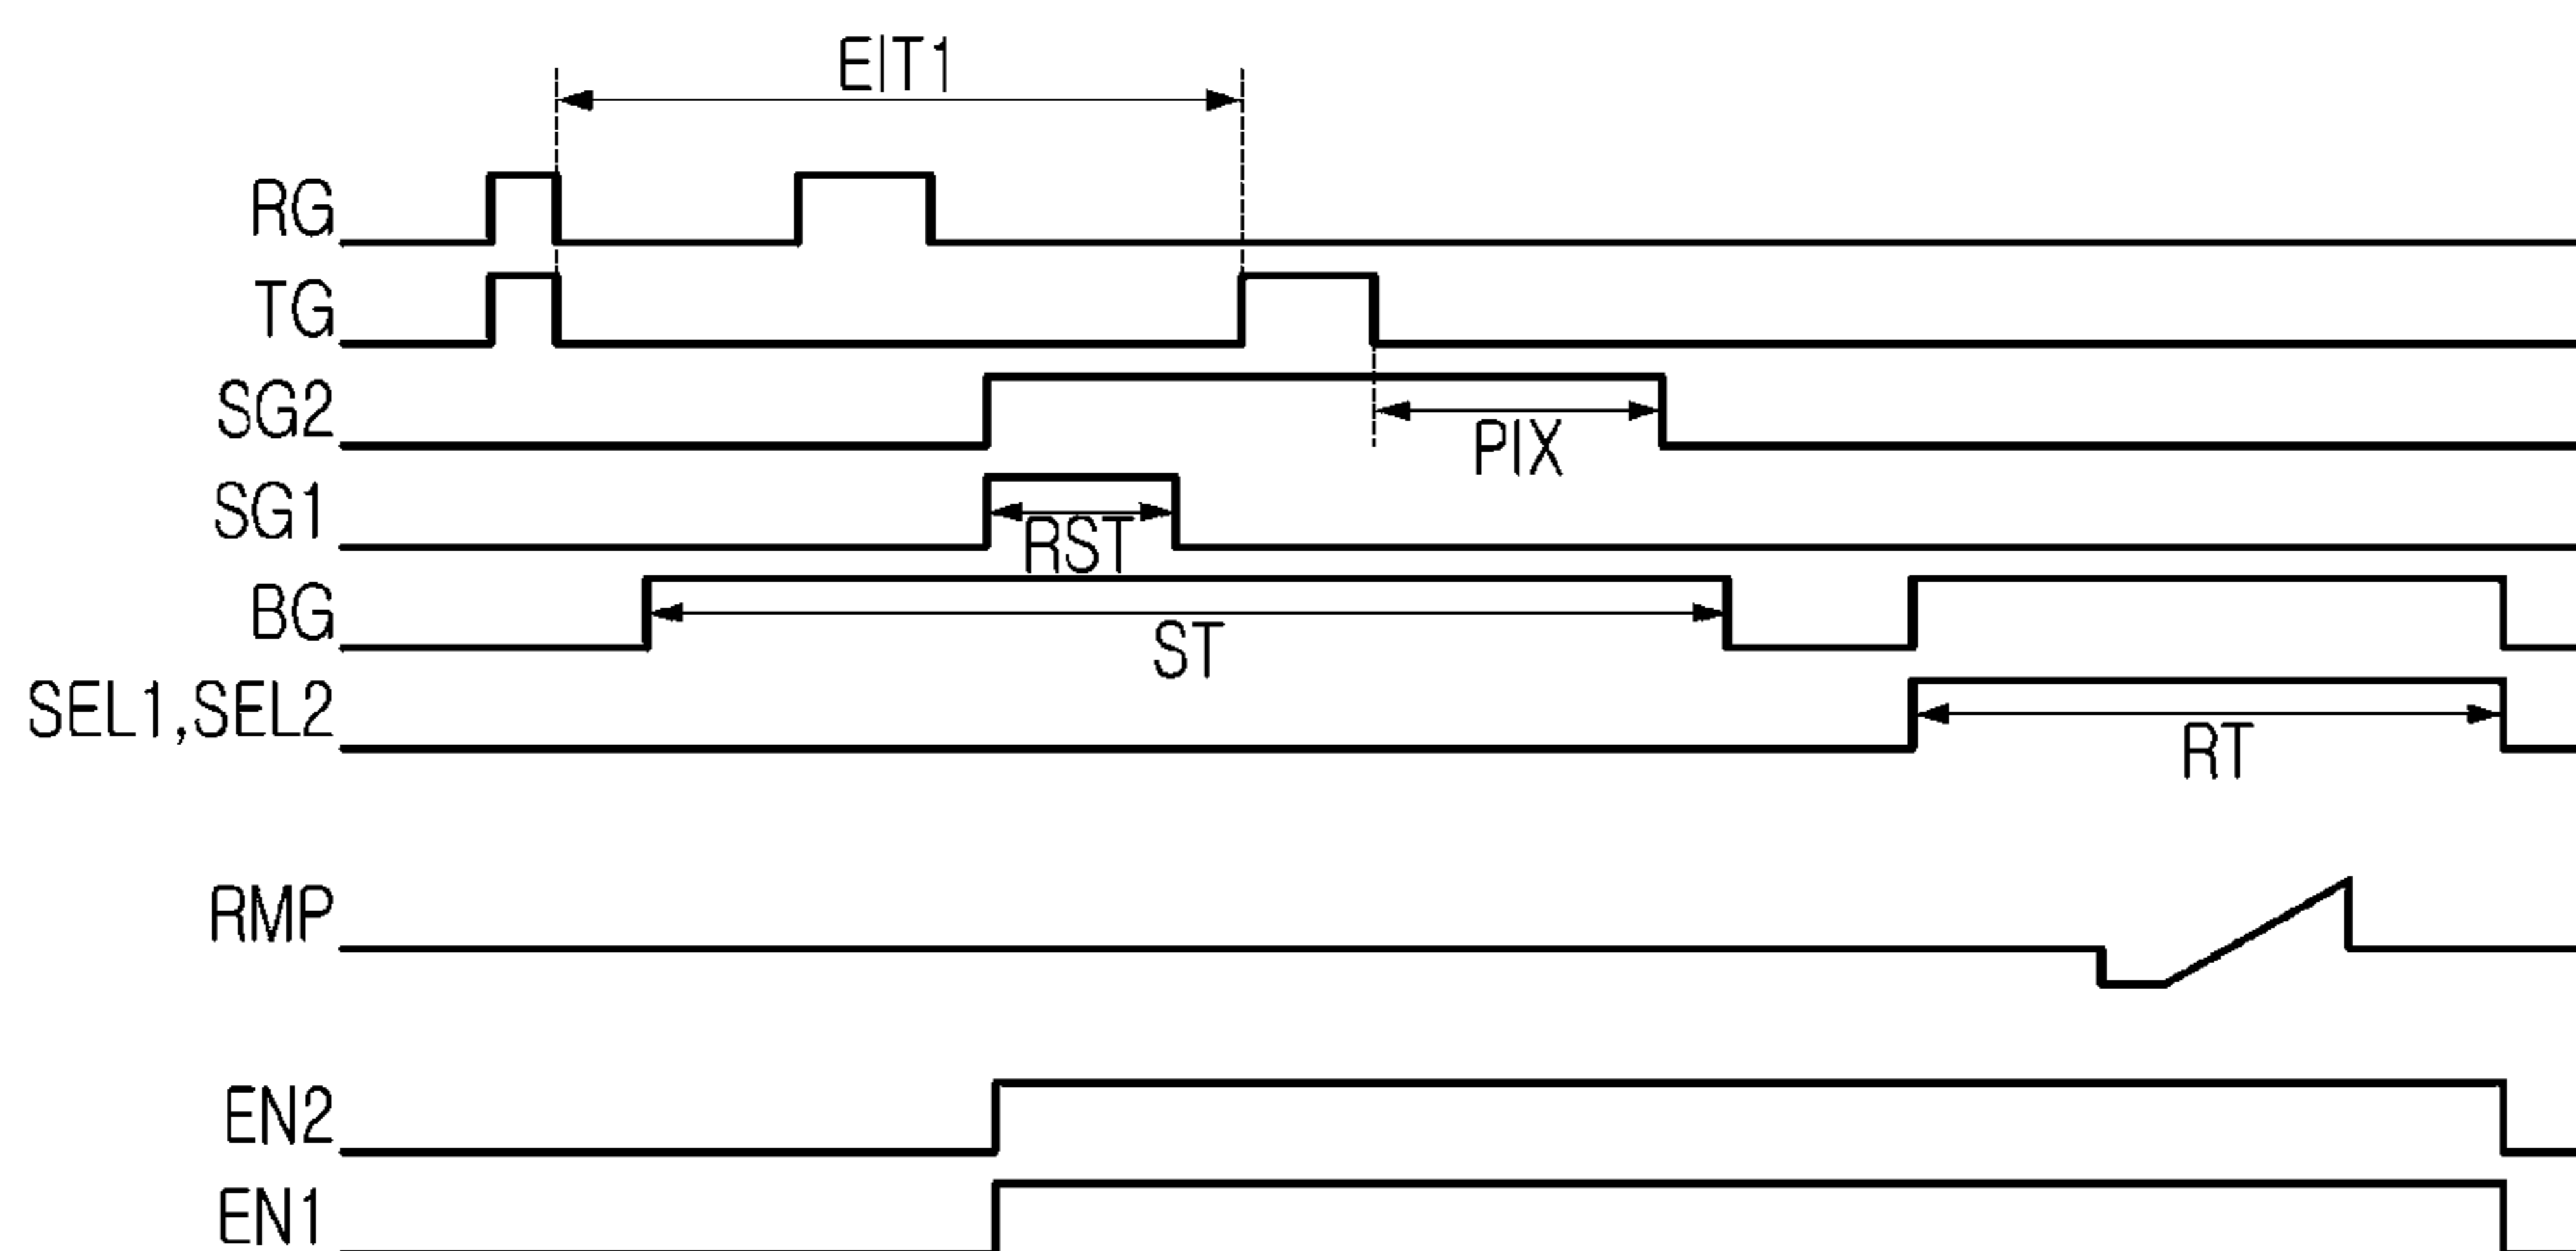 EIT1
RG
TG
SG2
PIX
SG1
RST
BG
ST
SEL1,SEL2
RT
RMP
EN2
EN1